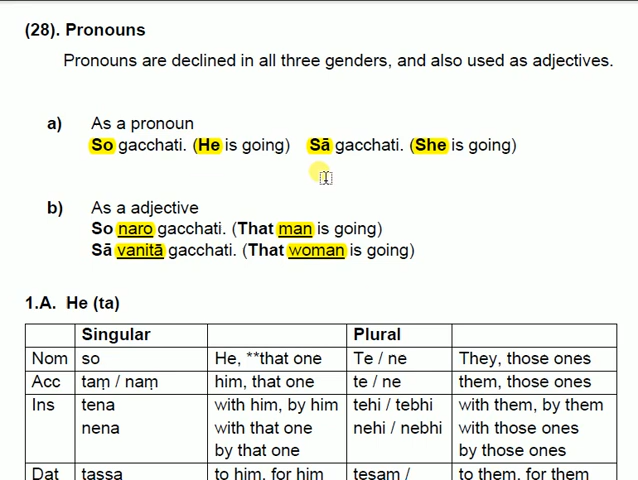 (28). Pronouns
Pronouns are declined in all three genders, and also used as adjectives.
a) As a pronoun
So gacchati. (He is going) Sā gacchati. (She is going)
b) As a adjective
So naro gacchati. (That man is going)
Sā vanitā gacchati. (That woman is going)
1.A. He (ta)
Singular Plural
Nom so He, **that one Te / ne They, those ones
Acc taṃ / naṃ him, that one te / ne them, those ones
Ins tena with him, by him tehi / tebhi with them, by them
nena with that one nehi / nebhi with those ones
by that one by those ones
Dat tassa to him, for him tesam / to them, for them